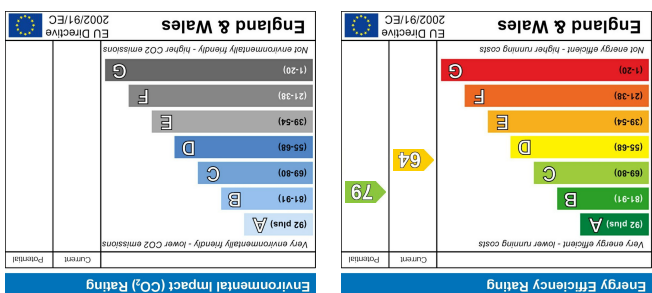 Energy Efficiency Rating
Current
Potential
Very energy efficient - lower running costs
(92 plus) A
(81-91) B
(69-80) C
(55-68) D
(39-54) E
(21-38) F
(1-20) G
Not energy efficient - higher running costs
64
79
England & Wales
EU Directive
2002/91/EC
Environmental Impact (CO₂) Rating
Current
Potential
Very environmentally friendly - lower CO2 emissions
(92 plus) A
(81-91) B
(69-80) C
(55-68) D
(39-54) E
(21-38) F
(1-20) G
Not environmentally friendly - higher CO2 emissions
England & Wales
EU Directive
2002/91/EC